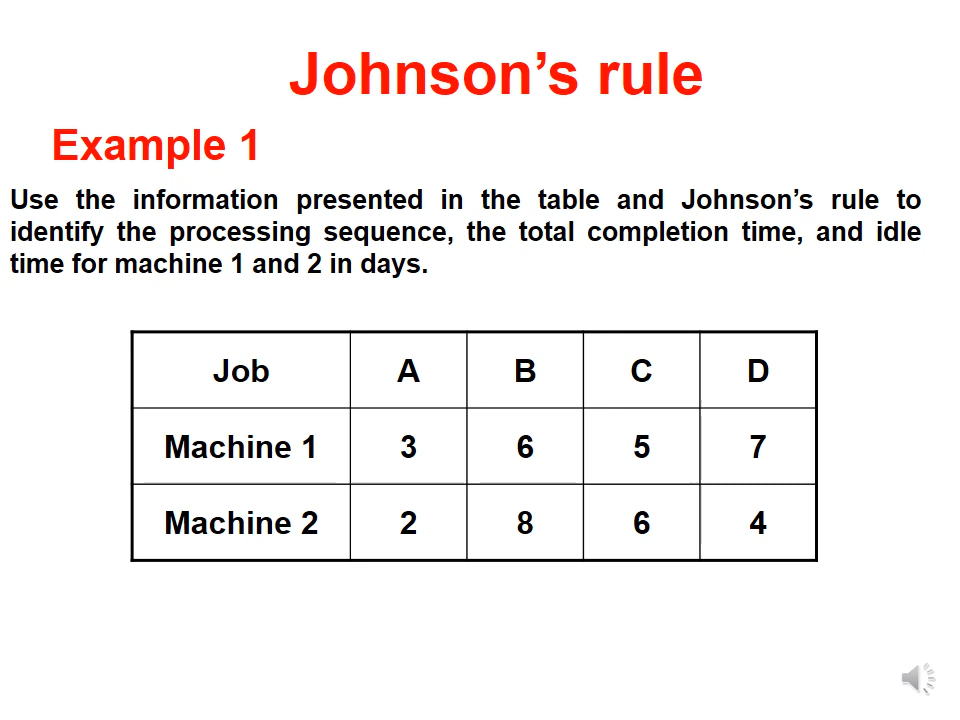 Johnson’s rule
Example 1
Use the information presented in the table and Johnson’s rule to
identify the processing sequence, the total completion time, and idle
time for machine 1 and 2 in days.
Job A B C D
Machine 1 3 6 5 7
Machine 2 2 8 6 4